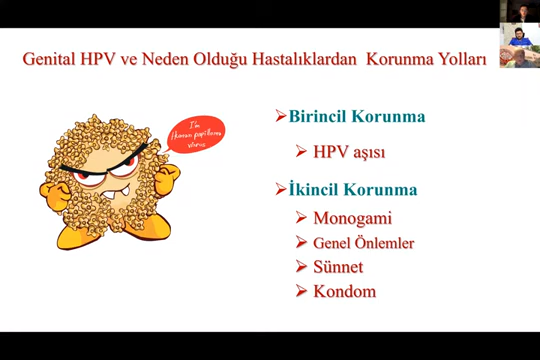 Genital HPV ve Neden Olduğu Hastalıklardan Korunma Yolları
I'm
Human papilloma
virus
Birincil Korunma
HPV aşısı
İkincil Korunma
Monogami
Genel Önlemler
Sünnet
Kondom